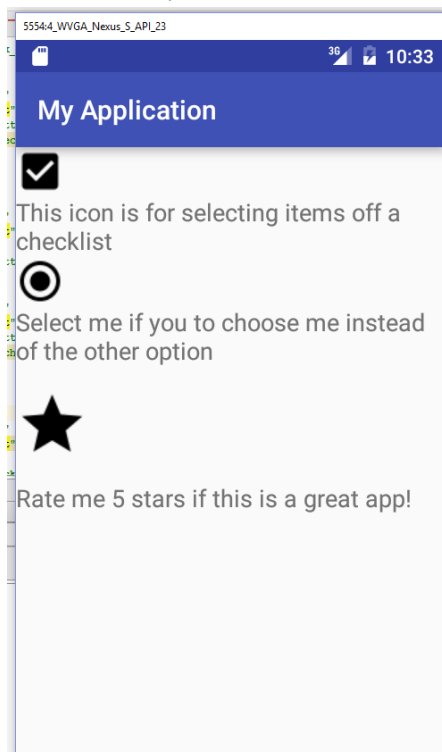 5554:4_WVGA_Nexus_S_API_23
3G 10:33
My Application
This icon is for selecting items off a
checklist
Select me if you to choose me instead
of the other option
Rate me 5 stars if this is a great app!